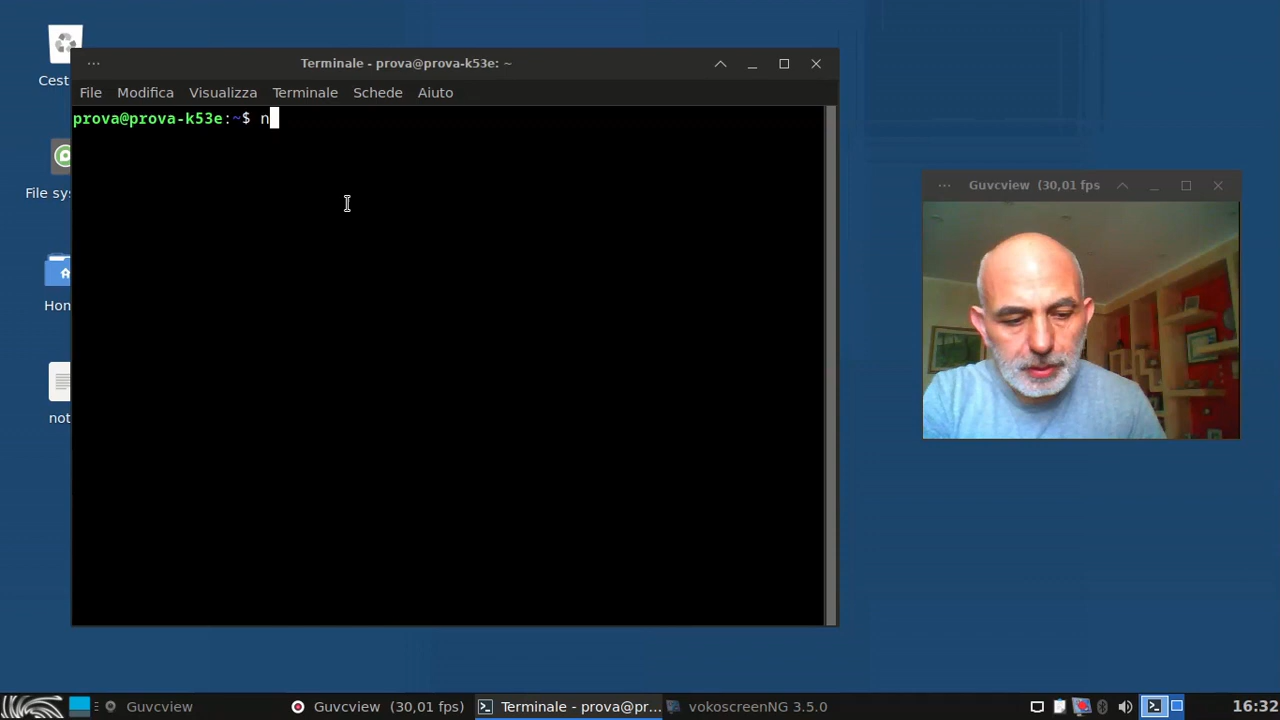 Cest
File sy
Hon
not
Terminale - prova@prova-k53e: ~
File Modifica Visualizza Terminale Schede Aiuto
prova@prova-k53e:~$ n
Guvcview (30,01 fps
Guvcview
Guvcview (30,01 fps)
Terminale - prova@pr...
vokoscreenNG 3.5.0
16:32